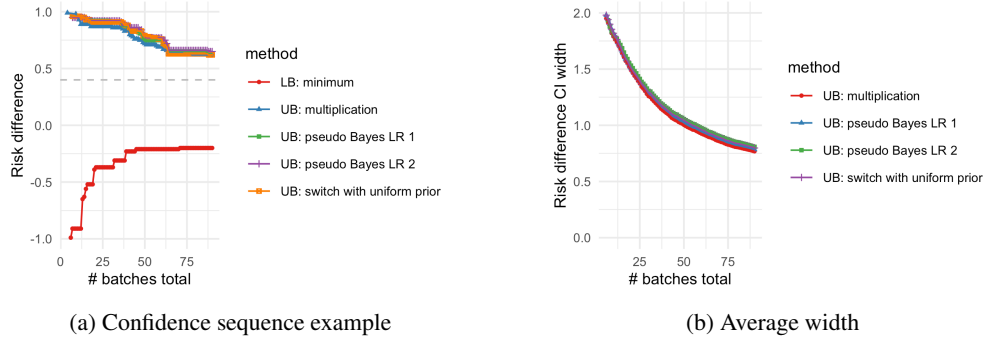 1.0
0.5
0.0
-0.5
-1.0
Risk difference
0 25 50 75
# batches total
method
LB: minimum
UB: multiplication
UB: pseudo Bayes LR 1
UB: pseudo Bayes LR 2
UB: switch with uniform prior
(a) Confidence sequence example
2.0
1.5
1.0
0.5
0.0
Risk difference CI width
25 50 75
# batches total
method
UB: multiplication
UB: pseudo Bayes LR 1
UB: pseudo Bayes LR 2
UB: switch with uniform prior
(b) Average width